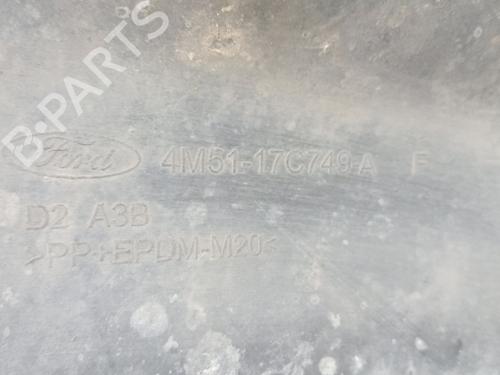 B-PARTS
Ford 4M51-17C749-A F
D2 A3B
>PP+EPDM-M20<